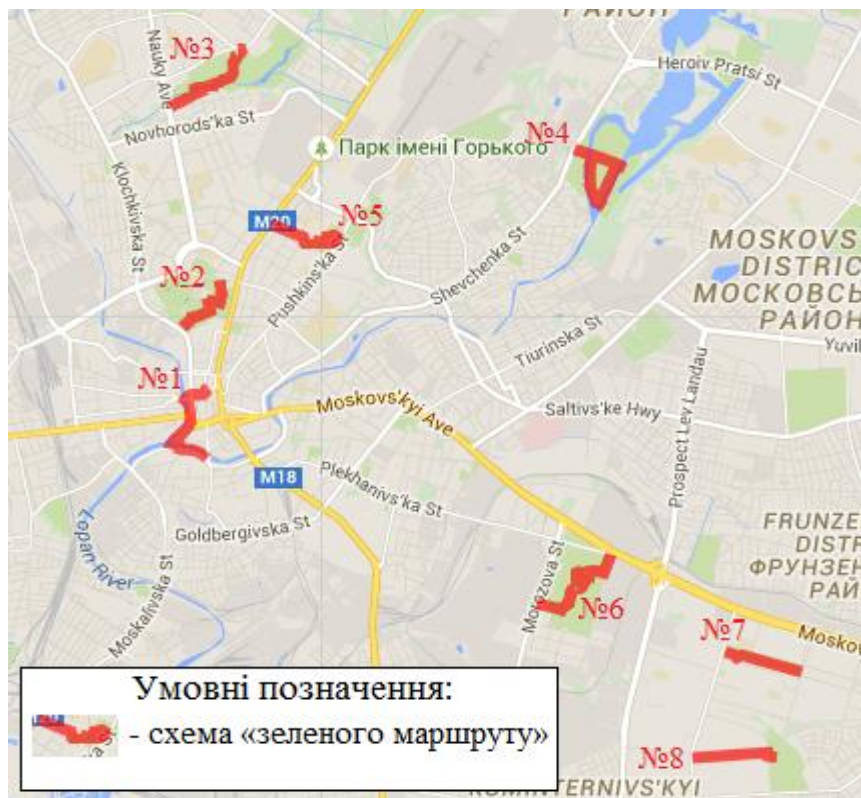 РАЙОН
№3
Nauky Ave
Heroiv Pratsi St
Novhorods'ka St
№4
Парк імені Горького
Klochkivska St
M20
№5
Pushkins'ka St
Shevchenka St
MOSKOVS
DISTRIC
МОСКОВСЬ
РАЙОН
№2
Tiurinska St
Yuvil
№1
Moskovs'kyi Ave
Saltivs'ke Hwy
Prospect Lev Landau
M18
Plekhanivs'ka St
Goldbergivska St
Lopan River
Moskalivska St
Morozova St
FRUNZE
DISTR
ФРУНЗЕН
РАЙ
№6
№7
Moskov
№8
KOMINTERNIVS'KYI
Умовні позначення:
- схема «зеленого маршруту»